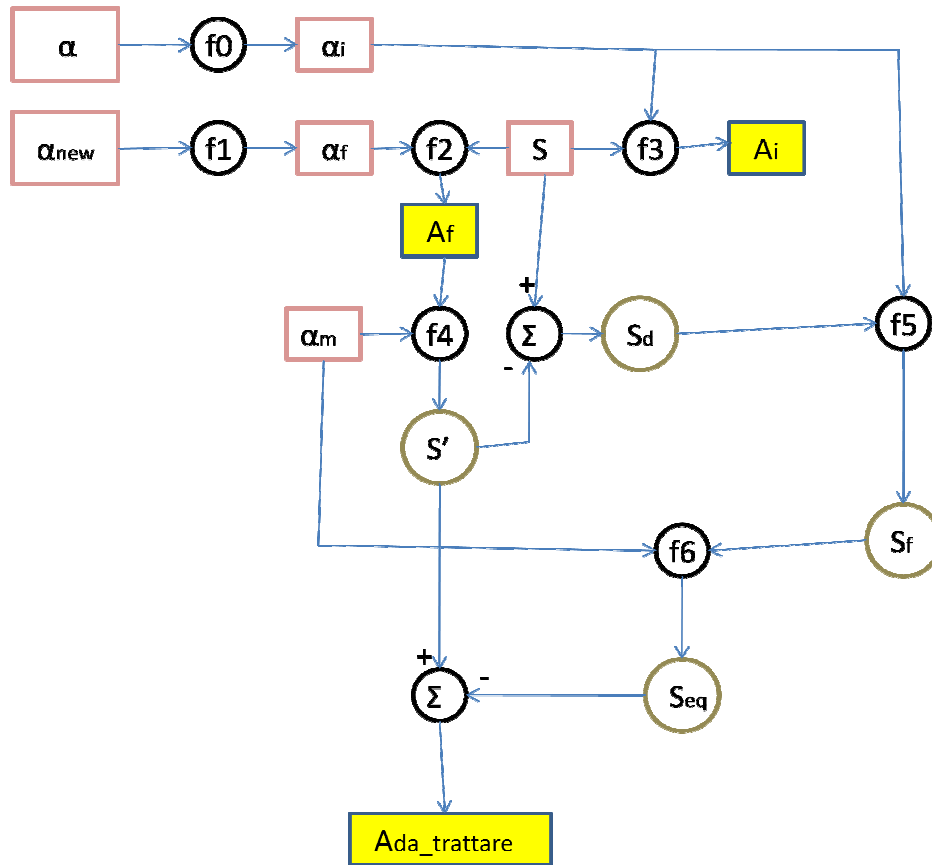 α
f0
αi
αnew
f1
αf
f2
S
f3
Ai
Af
αm
f4
+
Σ
-
Sd
f5
S'
f6
Sf
+
Σ
-
Seq
Ada_trattare